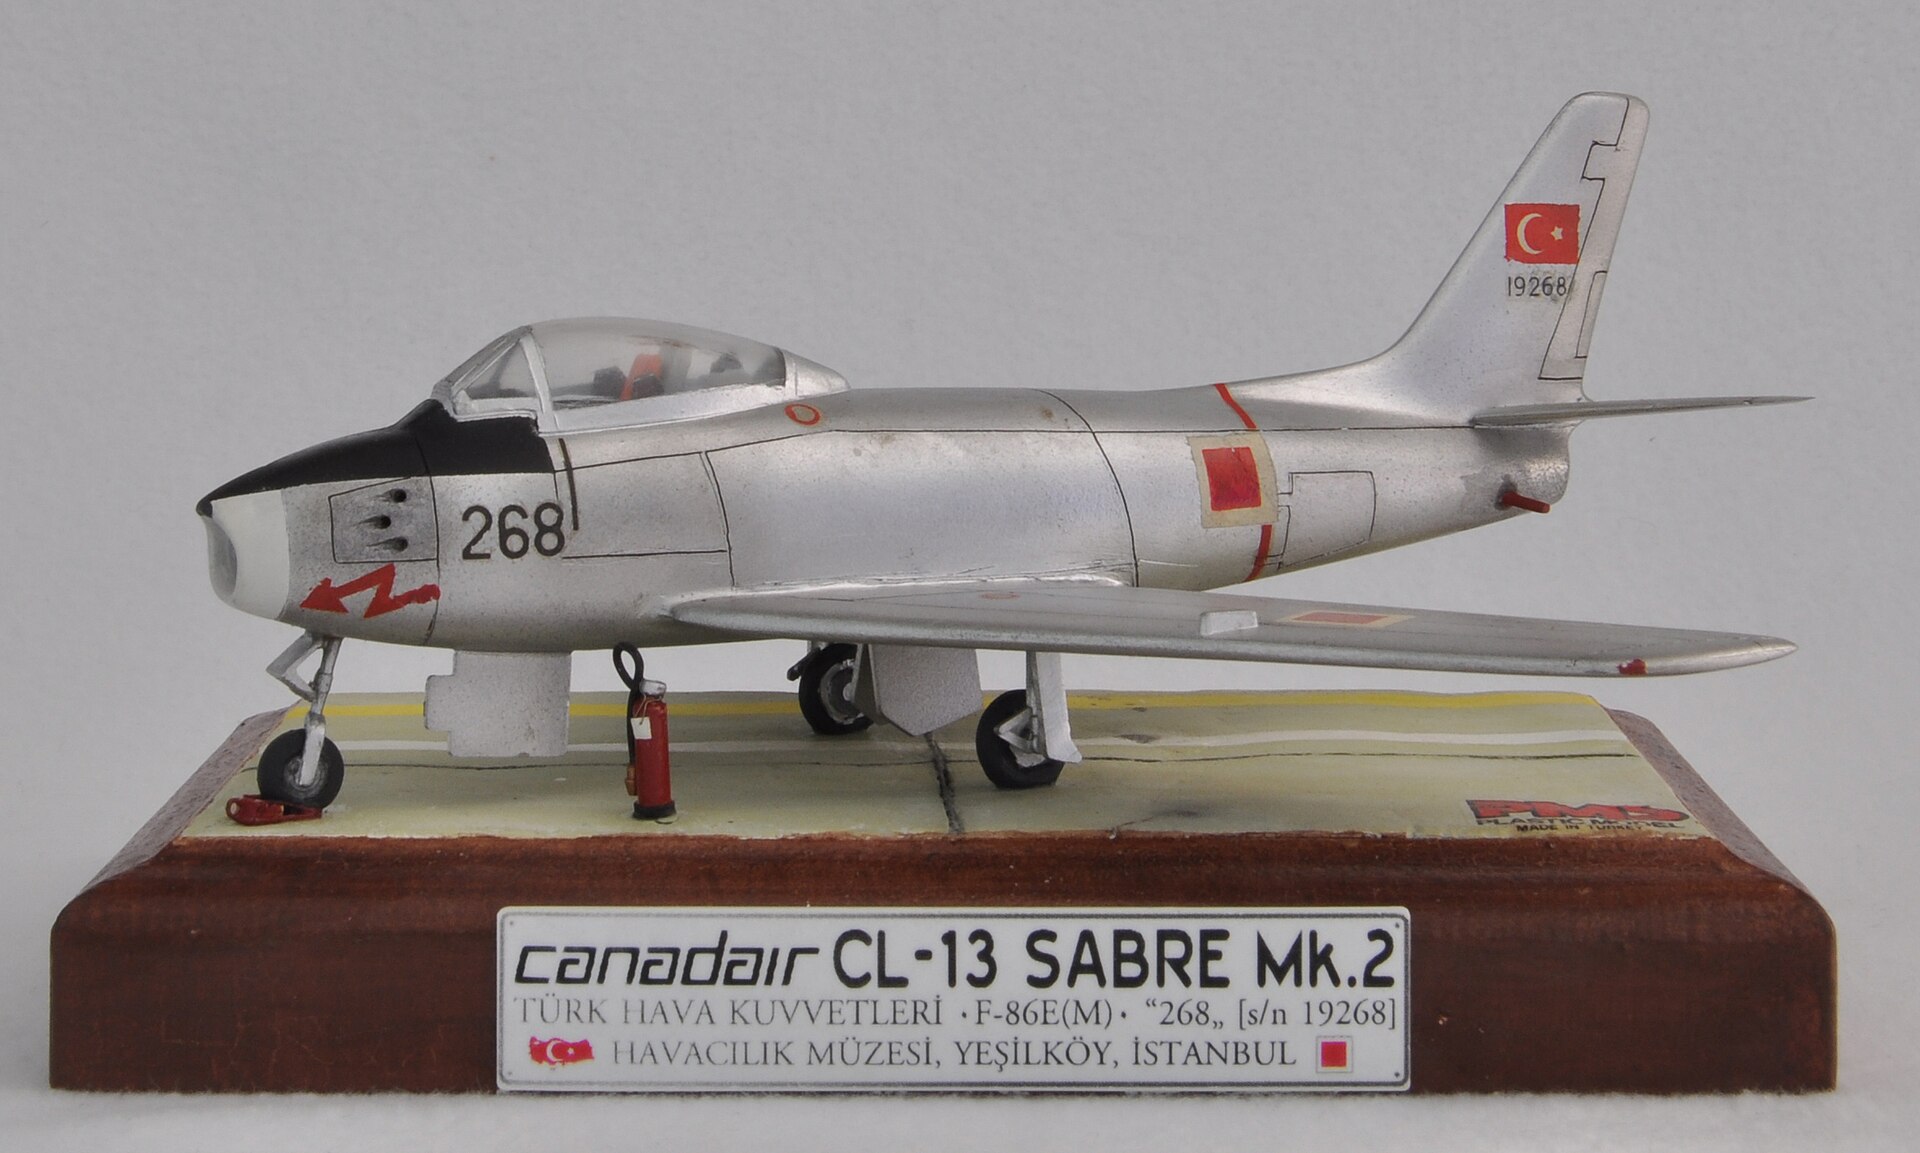 19268
268
PMS
PLASTIC MODEL
MADE IN TURKEY
canadair CL-13 SABRE Mk.2
TÜRK HAVA KUVVETLERİ · F-86E(M) · “268„ [s/n 19268]
HAVACILIK MÜZESİ, YEŞİLKÖY, İSTANBUL